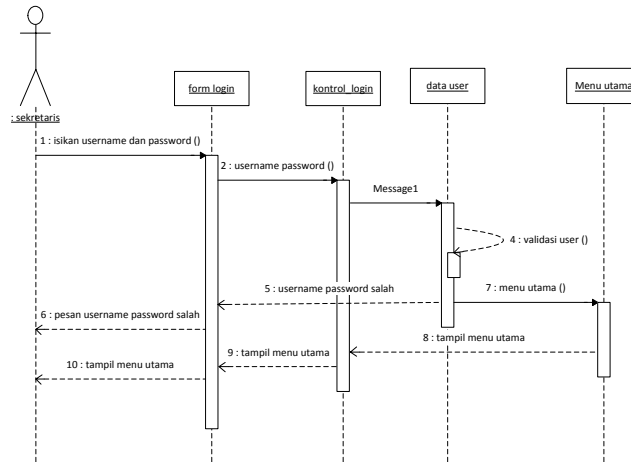 form login
kontrol_login
data user
Menu utama
: sekretaris
1 : isikan username dan password ()
2 : username password ()
Message1
4 : validasi user ()
5 : username password salah
7 : menu utama ()
6 : pesan username password salah
8 : tampil menu utama
9 : tampil menu utama
10 : tampil menu utama